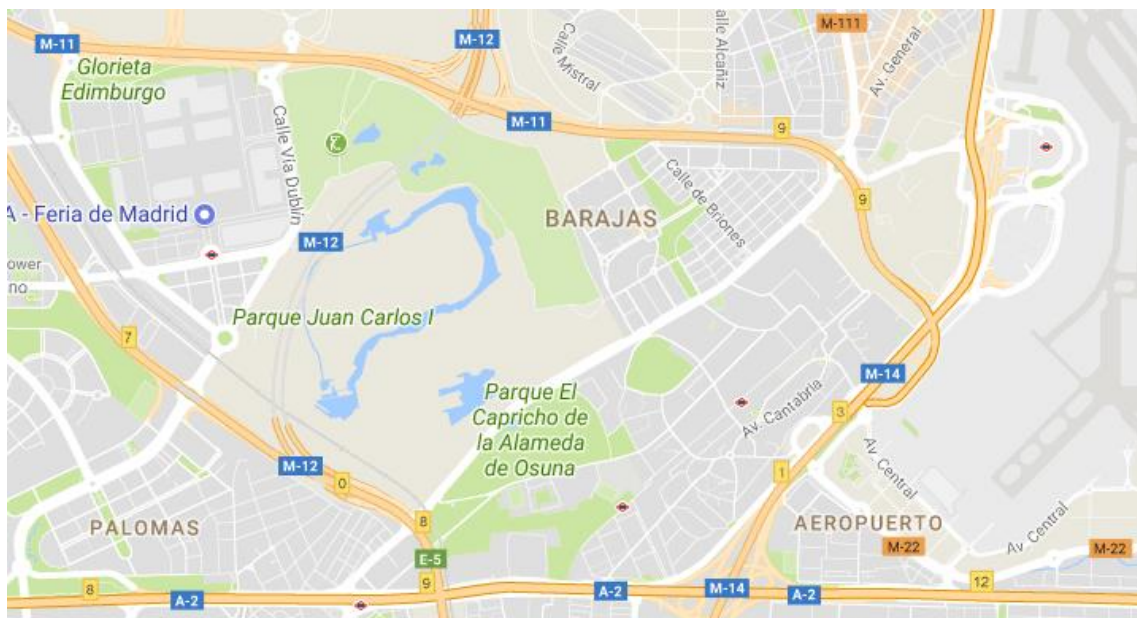 M-11
Glorieta
Edimburgo
M-12
Calle Mistral
alle Alcañiz
M-111
Av. General
M-11
9
Calle Vía Dublín
Calle de Briones
9
A - Feria de Madrid
BARAJAS
M-12
ower
no
Parque Juan Carlos I
7
M-14
Parque El
Capricho de
la Alameda
de Osuna
Av. Cantabria
3
M-12
0
1
Av. Central
8
PALOMAS
AEROPUERTO
Av. Central
M-22
M-22
E-5
9
8
A-2
A-2
M-14
A-2
12